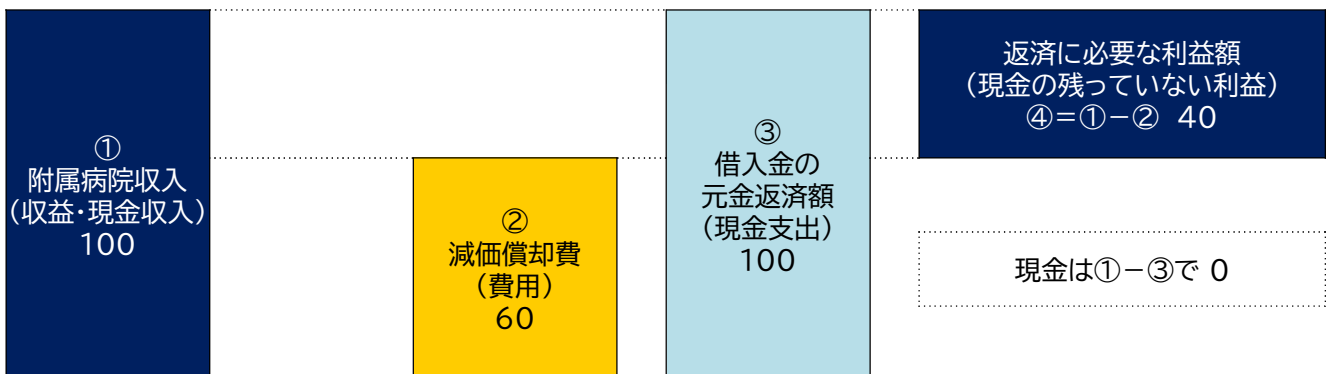 ①
附属病院収入
(収益・現金収入)
100
②
減価償却費
(費用)
60
③
借入金の
元金返済額
(現金支出)
100
返済に必要な利益額
(現金の残っていない利益)
④=①-② 40
現金は①-③で 0